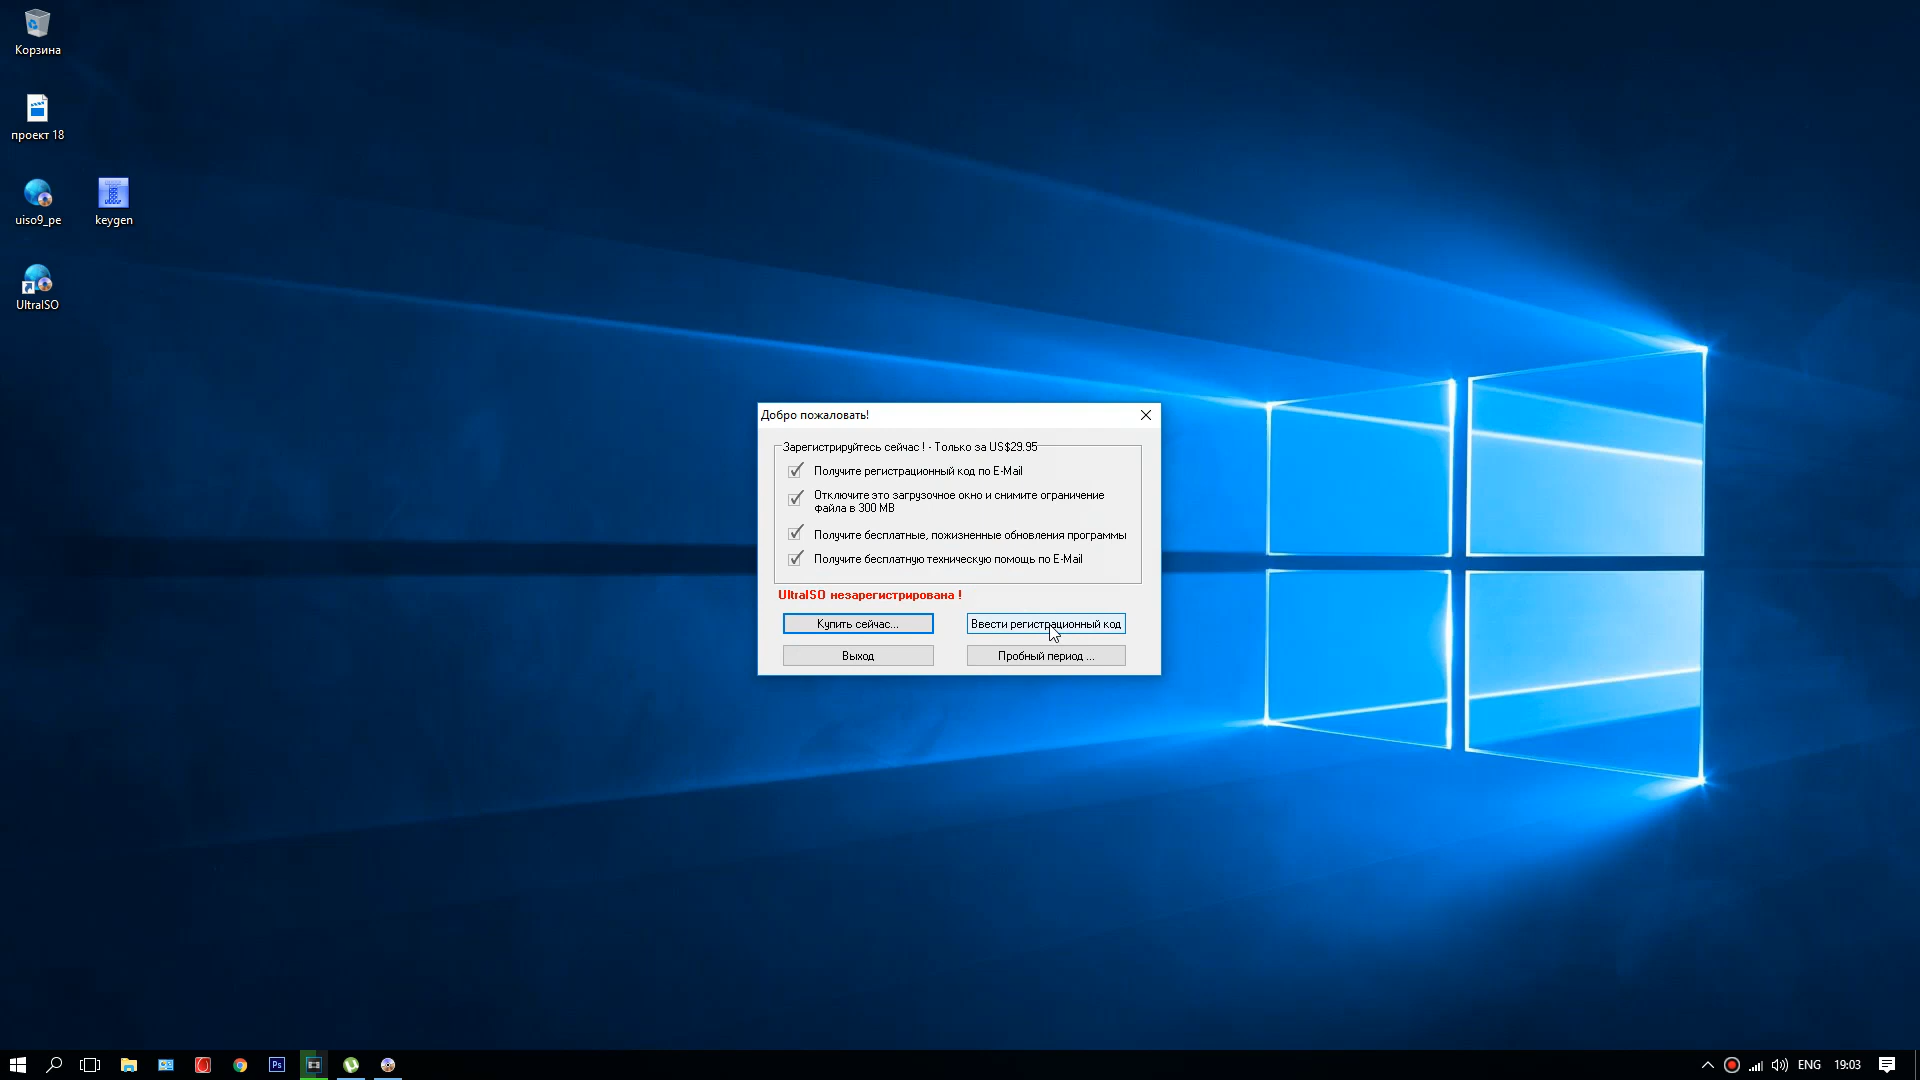 Корзина
проект 18
uiso9_pe
keygen
UltraISO
Добро пожаловать!
Зарегистрируйтесь сейчас ! - Только за US$29.95
Получите регистрационный код по E-Mail
Отключите это загрузочное окно и снимите ограничение
файла в 300 MB
Получите бесплатные, пожизненные обновления программы
Получите бесплатную техническую помощь по E-Mail
UltraISO незарегистрирована !
Купить сейчас...
Ввести регистрационный код
Выход
Пробный период ...
Ps
ENG
19:03